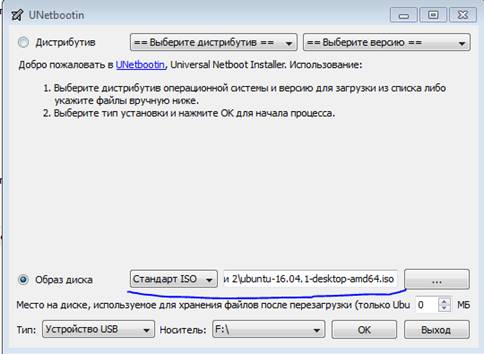 UNetbootin
Дистрибутив == Выберите дистрибутив == == Выберите версию ==
Добро пожаловать в UNetbootin, Universal Netboot Installer. Использование:
1. Выберите дистрибутив операционной системы и версию для загрузки из списка либо
укажите файлы вручную ниже.
2. Выберите тип установки и нажмите OK для начала процесса.
Образ диска Стандарт ISO и 2\ubuntu-16.04.1-desktop-amd64.iso ...
Место на диске, используемое для хранения файлов после перезагрузки (только Ubu 0 МБ
Тип: Устройство USB Носитель: F:\ OK Выход